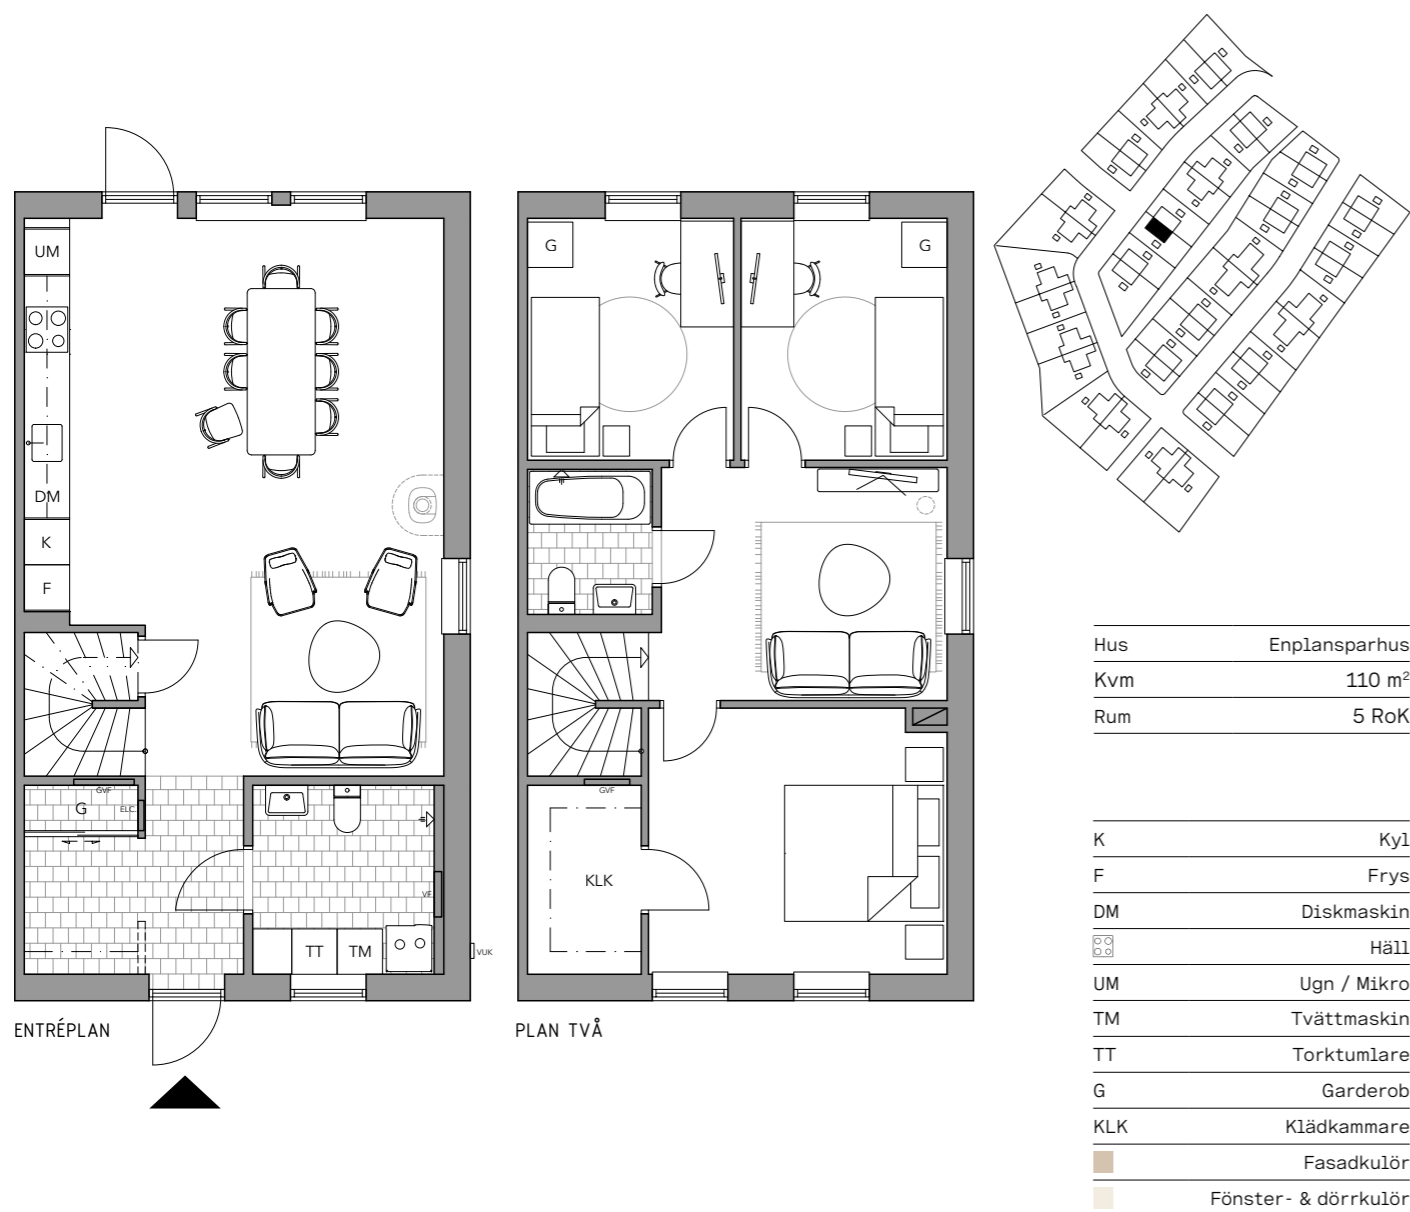 UM
DM
K
F
GVF
G
ELC.
VF
TT TM
VUK
ENTRÉPLAN
G G
GVF
KLK
PLAN TVÅ
Hus Enplansparhus
Kvm 110 m²
Rum 5 RoK
K Kyl
F Frys
DM Diskmaskin
Häll
UM Ugn / Mikro
TM Tvättmaskin
TT Torktumlare
G Garderob
KLK Klädkammare
Fasadkulör
Fönster- & dörrkulör